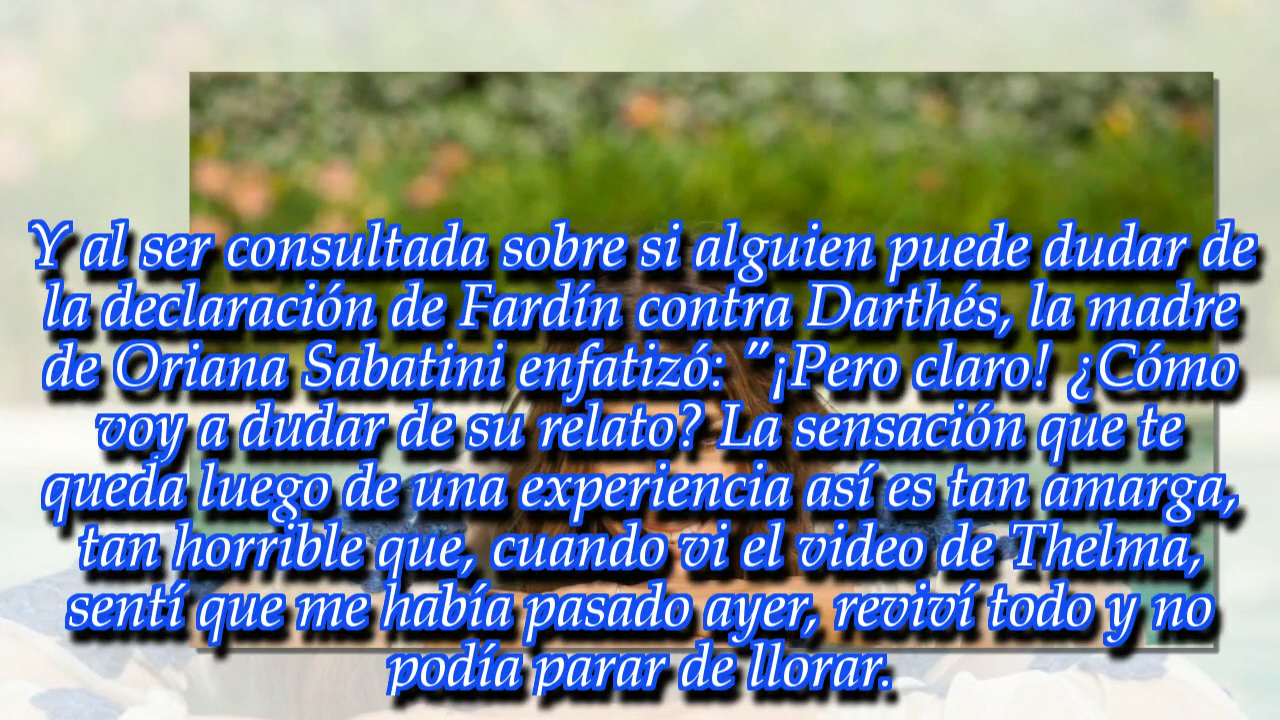 Y al ser consultada sobre si alguien puede dudar de
la declaración de Fardín contra Darthés, la madre
de Oriana Sabatini enfatizó: "¡Pero claro! ¿Cómo
voy a dudar de su relato? La sensación que te
queda luego de una experiencia así es tan amarga,
tan horrible que, cuando vi el video de Thelma,
sentí que me había pasado ayer, reviví todo y no
podía parar de llorar.